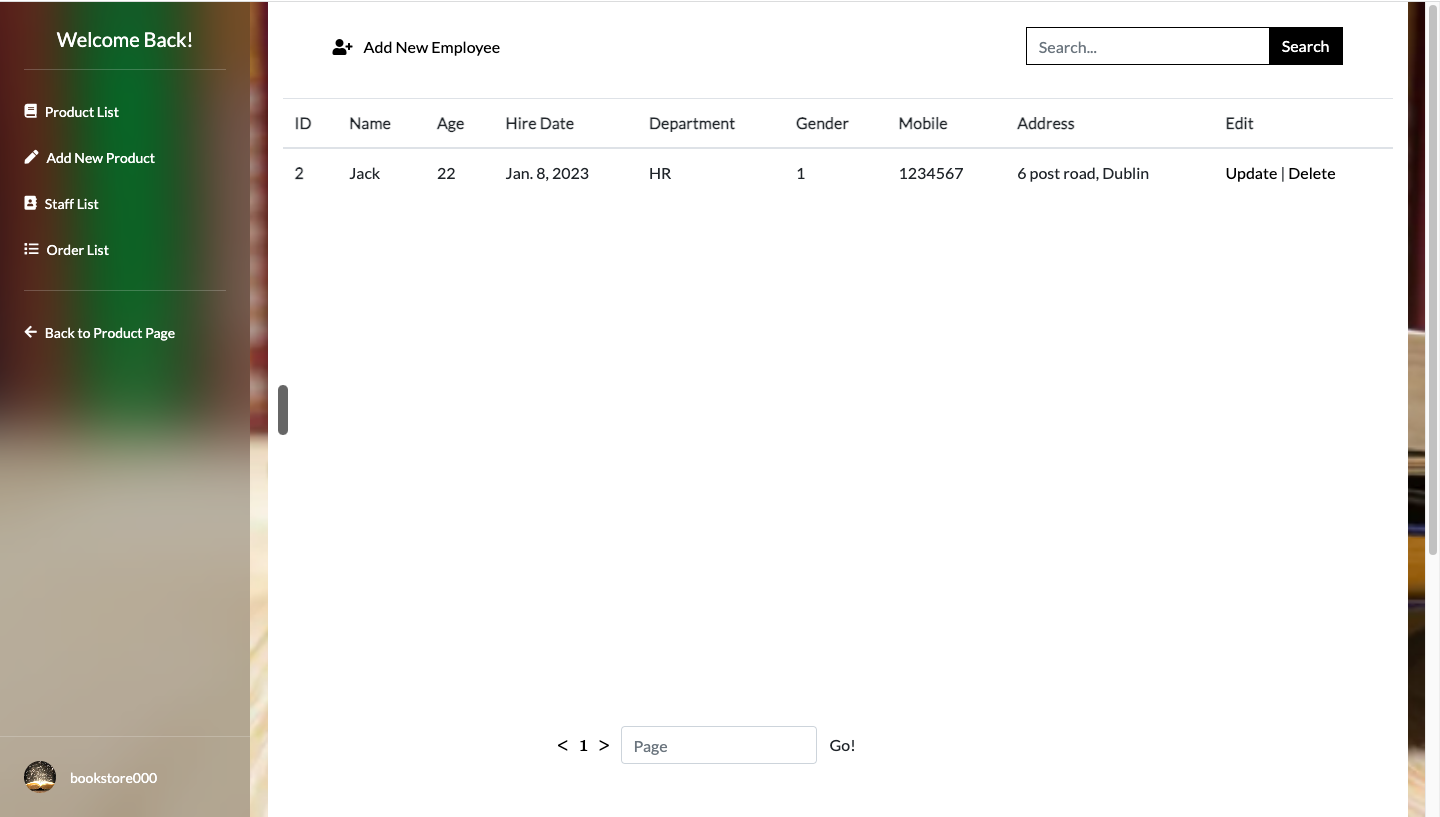 Welcome Back!
Product List
Add New Product
Staff List
Order List
Back to Product Page
bookstore000
Add New Employee
Search... Search
ID Name Age Hire Date Department Gender Mobile Address Edit
2 Jack 22 Jan. 8, 2023 HR 1 1234567 6 post road, Dublin Update | Delete
< 1 > Page Go!